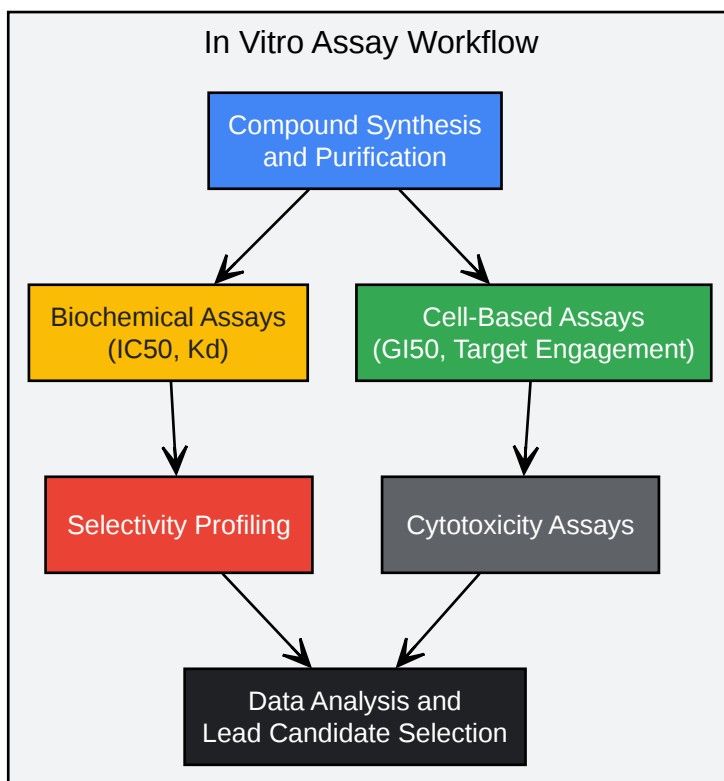 In Vitro Assay Workflow
Compound Synthesis
and Purification
Biochemical Assays
(IC50, Kd)
Cell-Based Assays
(GI50, Target Engagement)
Selectivity Profiling
Cytotoxicity Assays
Data Analysis and
Lead Candidate Selection